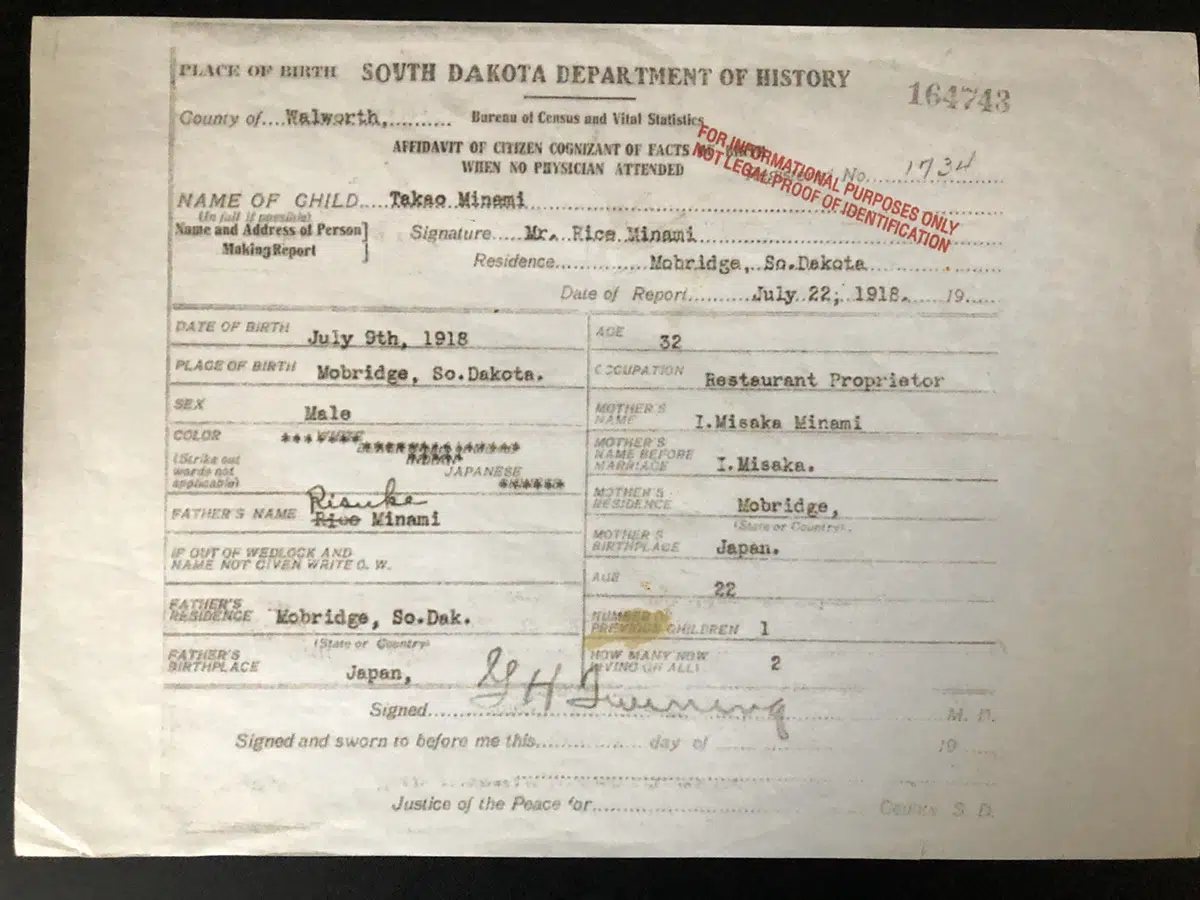 PLACE OF BIRTH SOUTH DAKOTA DEPARTMENT OF HISTORY
164743
County of....Walworth,.......... Bureau of Census and Vital Statistics
AFFIDAVIT OF CITIZEN COGNIZANT OF FACTS
WHEN NO PHYSICIAN ATTENDED
FOR INFORMATIONAL PURPOSES ONLY
NOT LEGAL PROOF OF IDENTIFICATION
No. 1734
NAME OF CHILD....Takao Minami
(In full if possible)
Name and Address of Person
Making Report
Signature.....Mr. Rice Minami
Residence.............Mobridge, So.Dakota
Date of Report..........July 22, 1918. 19.....
DATE OF BIRTH July 9th, 1918
AGE 32
PLACE OF BIRTH Mobridge, So.Dakota.
OCCUPATION Restaurant Proprietor
SEX Male
MOTHER'S NAME I.Misaka Minami
COLOR WHITE
(Strike out
words not
applicable)
JAPANESE
MOTHER'S
NAME BEFORE
MARRIAGE I.Misaka.
Risuke
FATHER'S NAME Rice Minami
MOTHER'S
RESIDENCE Mobridge,
(State or Country)
IF OUT OF WEDLOCK AND
NAME NOT GIVEN WRITE O. W.
MOTHER'S
BIRTHPLACE Japan.
AGE 22
FATHER'S
RESIDENCE Mobridge, So.Dak.
(State or Country)
NUMBER OF
PREVIOUS CHILDREN 1
FATHER'S
BIRTHPLACE Japan,
HOW MANY NOW
LIVING (OF ALL) 2
Signed G H Twining M. D.
Signed and sworn to before me this................ day of ............ 19 .....
Justice of the Peace for.................. County S. D.